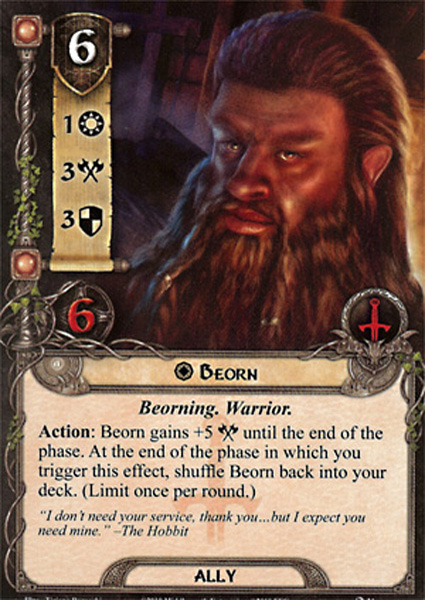 6
1
3
3
6
Beorn
Beorning. Warrior.
Action: Beorn gains +5 until the end of the
phase. At the end of the phase in which you
trigger this effect, shuffle Beorn back into your
deck. (Limit once per round.)
“I don't need your service, thank you...but I expect you
need mine.” –The Hobbit
ALLY